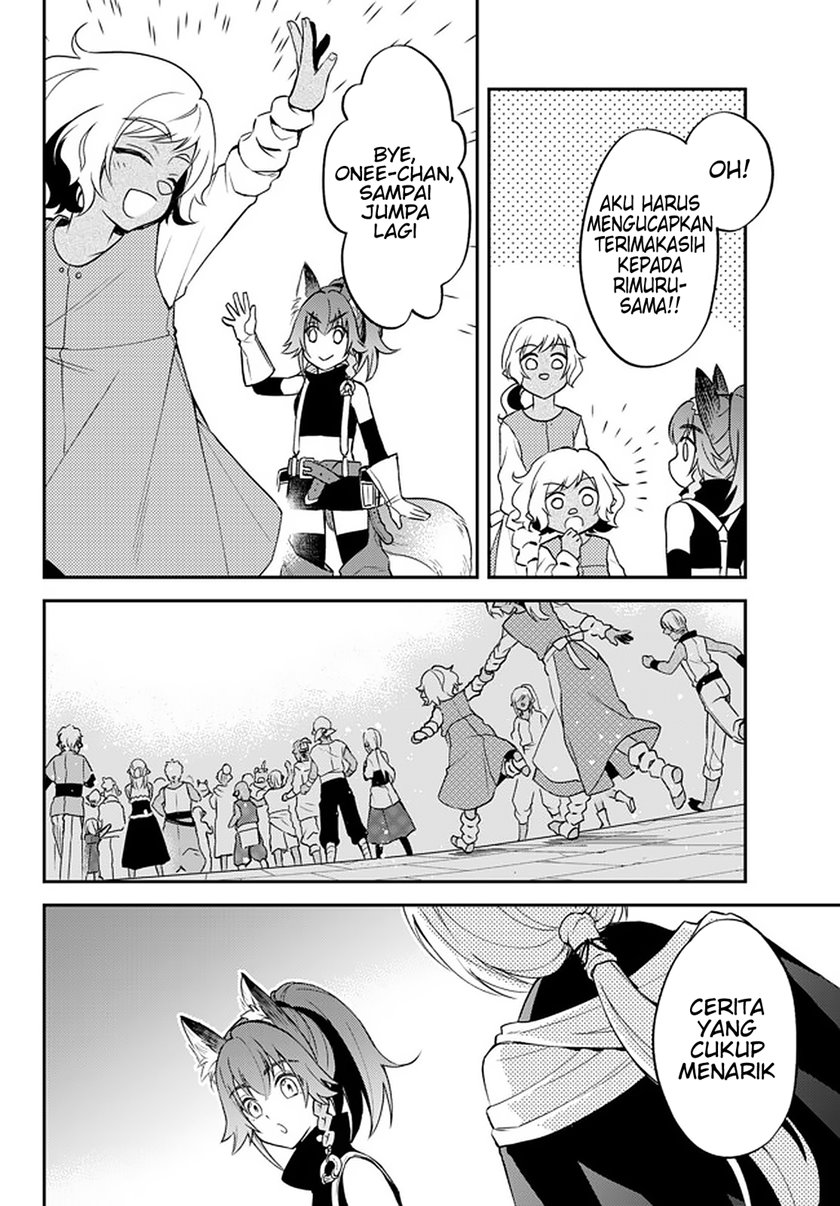 OH!
AKU HARUS
MENGUCAPKAN
TERIMAKASIH
KEPADA
RIMURU-
SAMA!!
BYE,
ONEE-CHAN,
SAMPAI
JUMPA
LAGI
CERITA
YANG
CUKUP
MENARIK